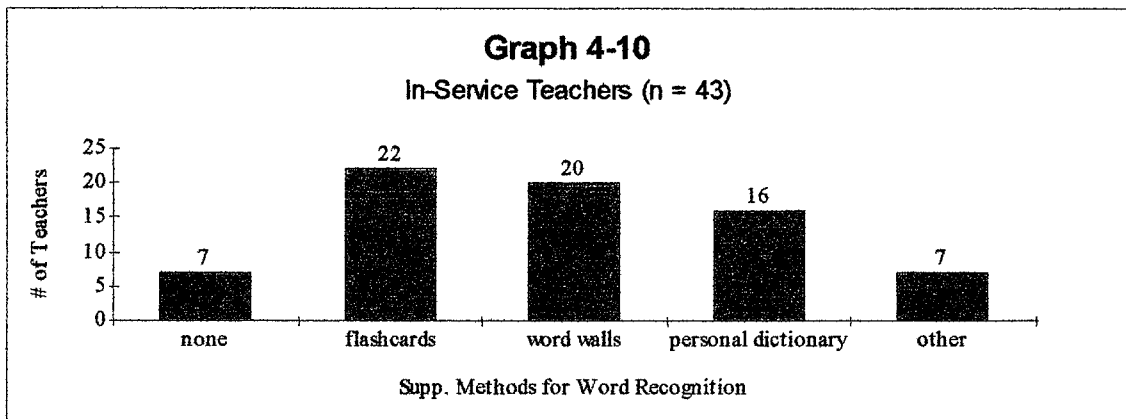 Graph 4-10
In-Service Teachers (n = 43)
# of Teachers
25
20
15
10
5
0
7
22
20
16
7
none flashcards word walls personal dictionary other
Supp. Methods for Word Recognition